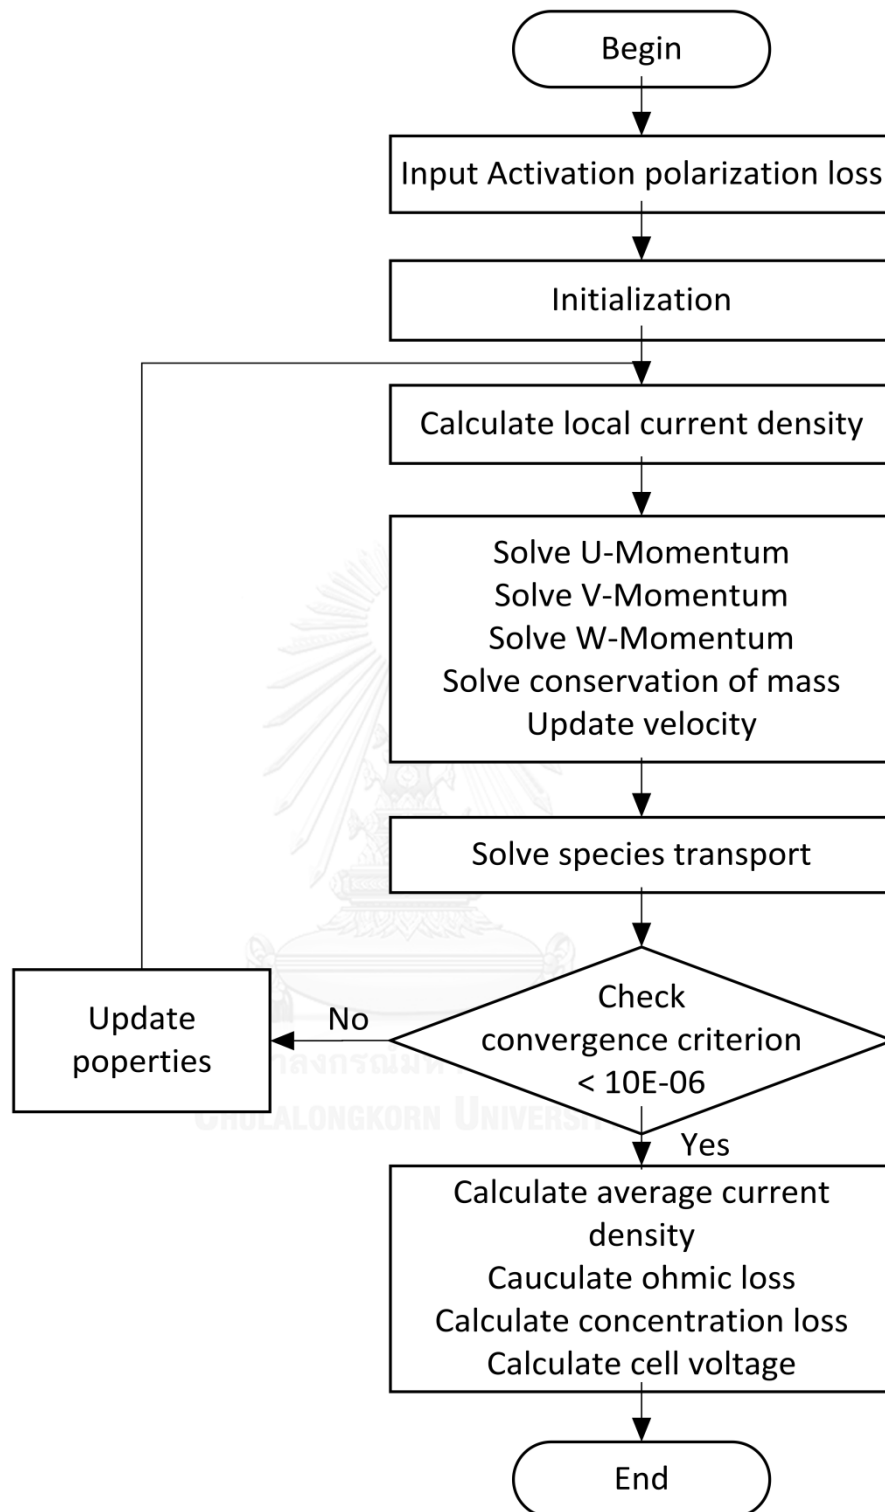 Begin
Input Activation polarization loss
Initialization
Calculate local current density
Solve U-Momentum
Solve V-Momentum
Solve W-Momentum
Solve conservation of mass
Update velocity
Solve species transport
Check
convergence criterion
< 10E-06
No
Update
poperties
CHULALONGKORN UNIVERSITY
Yes
Calculate average current
density
Cauculate ohmic loss
Calculate concentration loss
Calculate cell voltage
End